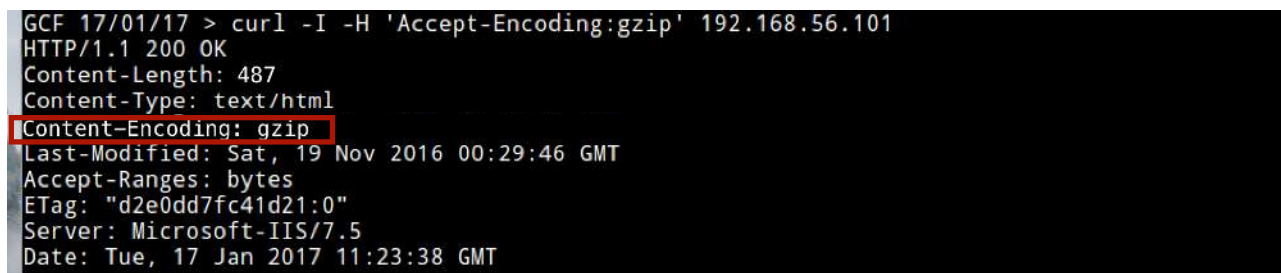 GCF 17/01/17 > curl -I -H 'Accept-Encoding:gzip' 192.168.56.101
HTTP/1.1 200 OK
Content-Length: 487
Content-Type: text/html
Content-Encoding: gzip
Last-Modified: Sat, 19 Nov 2016 00:29:46 GMT
Accept-Ranges: bytes
ETag: "d2e0dd7fc41d21:0"
Server: Microsoft-IIS/7.5
Date: Tue, 17 Jan 2017 11:23:38 GMT